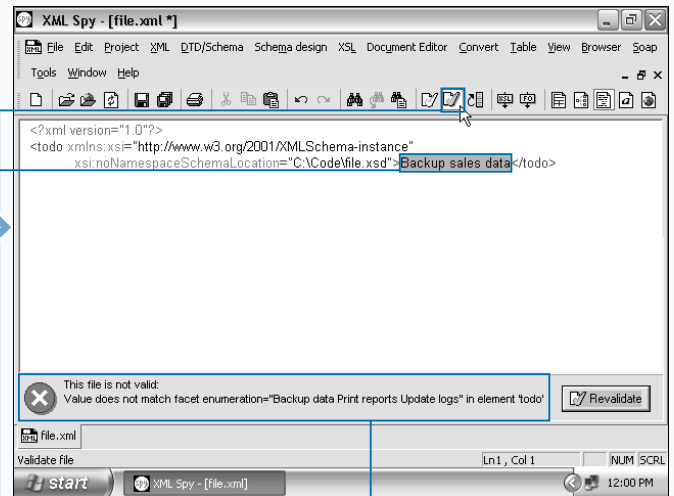 XML Spy - [file.xml *]
File Edit Project XML DTD/Schema Schema design XSL Document Editor Convert Table View Browser Soap
Tools Window Help
<?xml version="1.0"?>
<todo xmlns:xsi="http://www.w3.org/2001/XMLSchema-instance"
xsi:noNamespaceSchemaLocation="C:\Code\file.xsd">Backup sales data</todo>
This file is not valid:
Value does not match facet enumeration="Backup data Print reports Update logs" in element 'todo'
Revalidate
file.xml
Validate file Ln 1, Col 1 NUM SCRL
start XML Spy - [file.xml] 12:00 PM